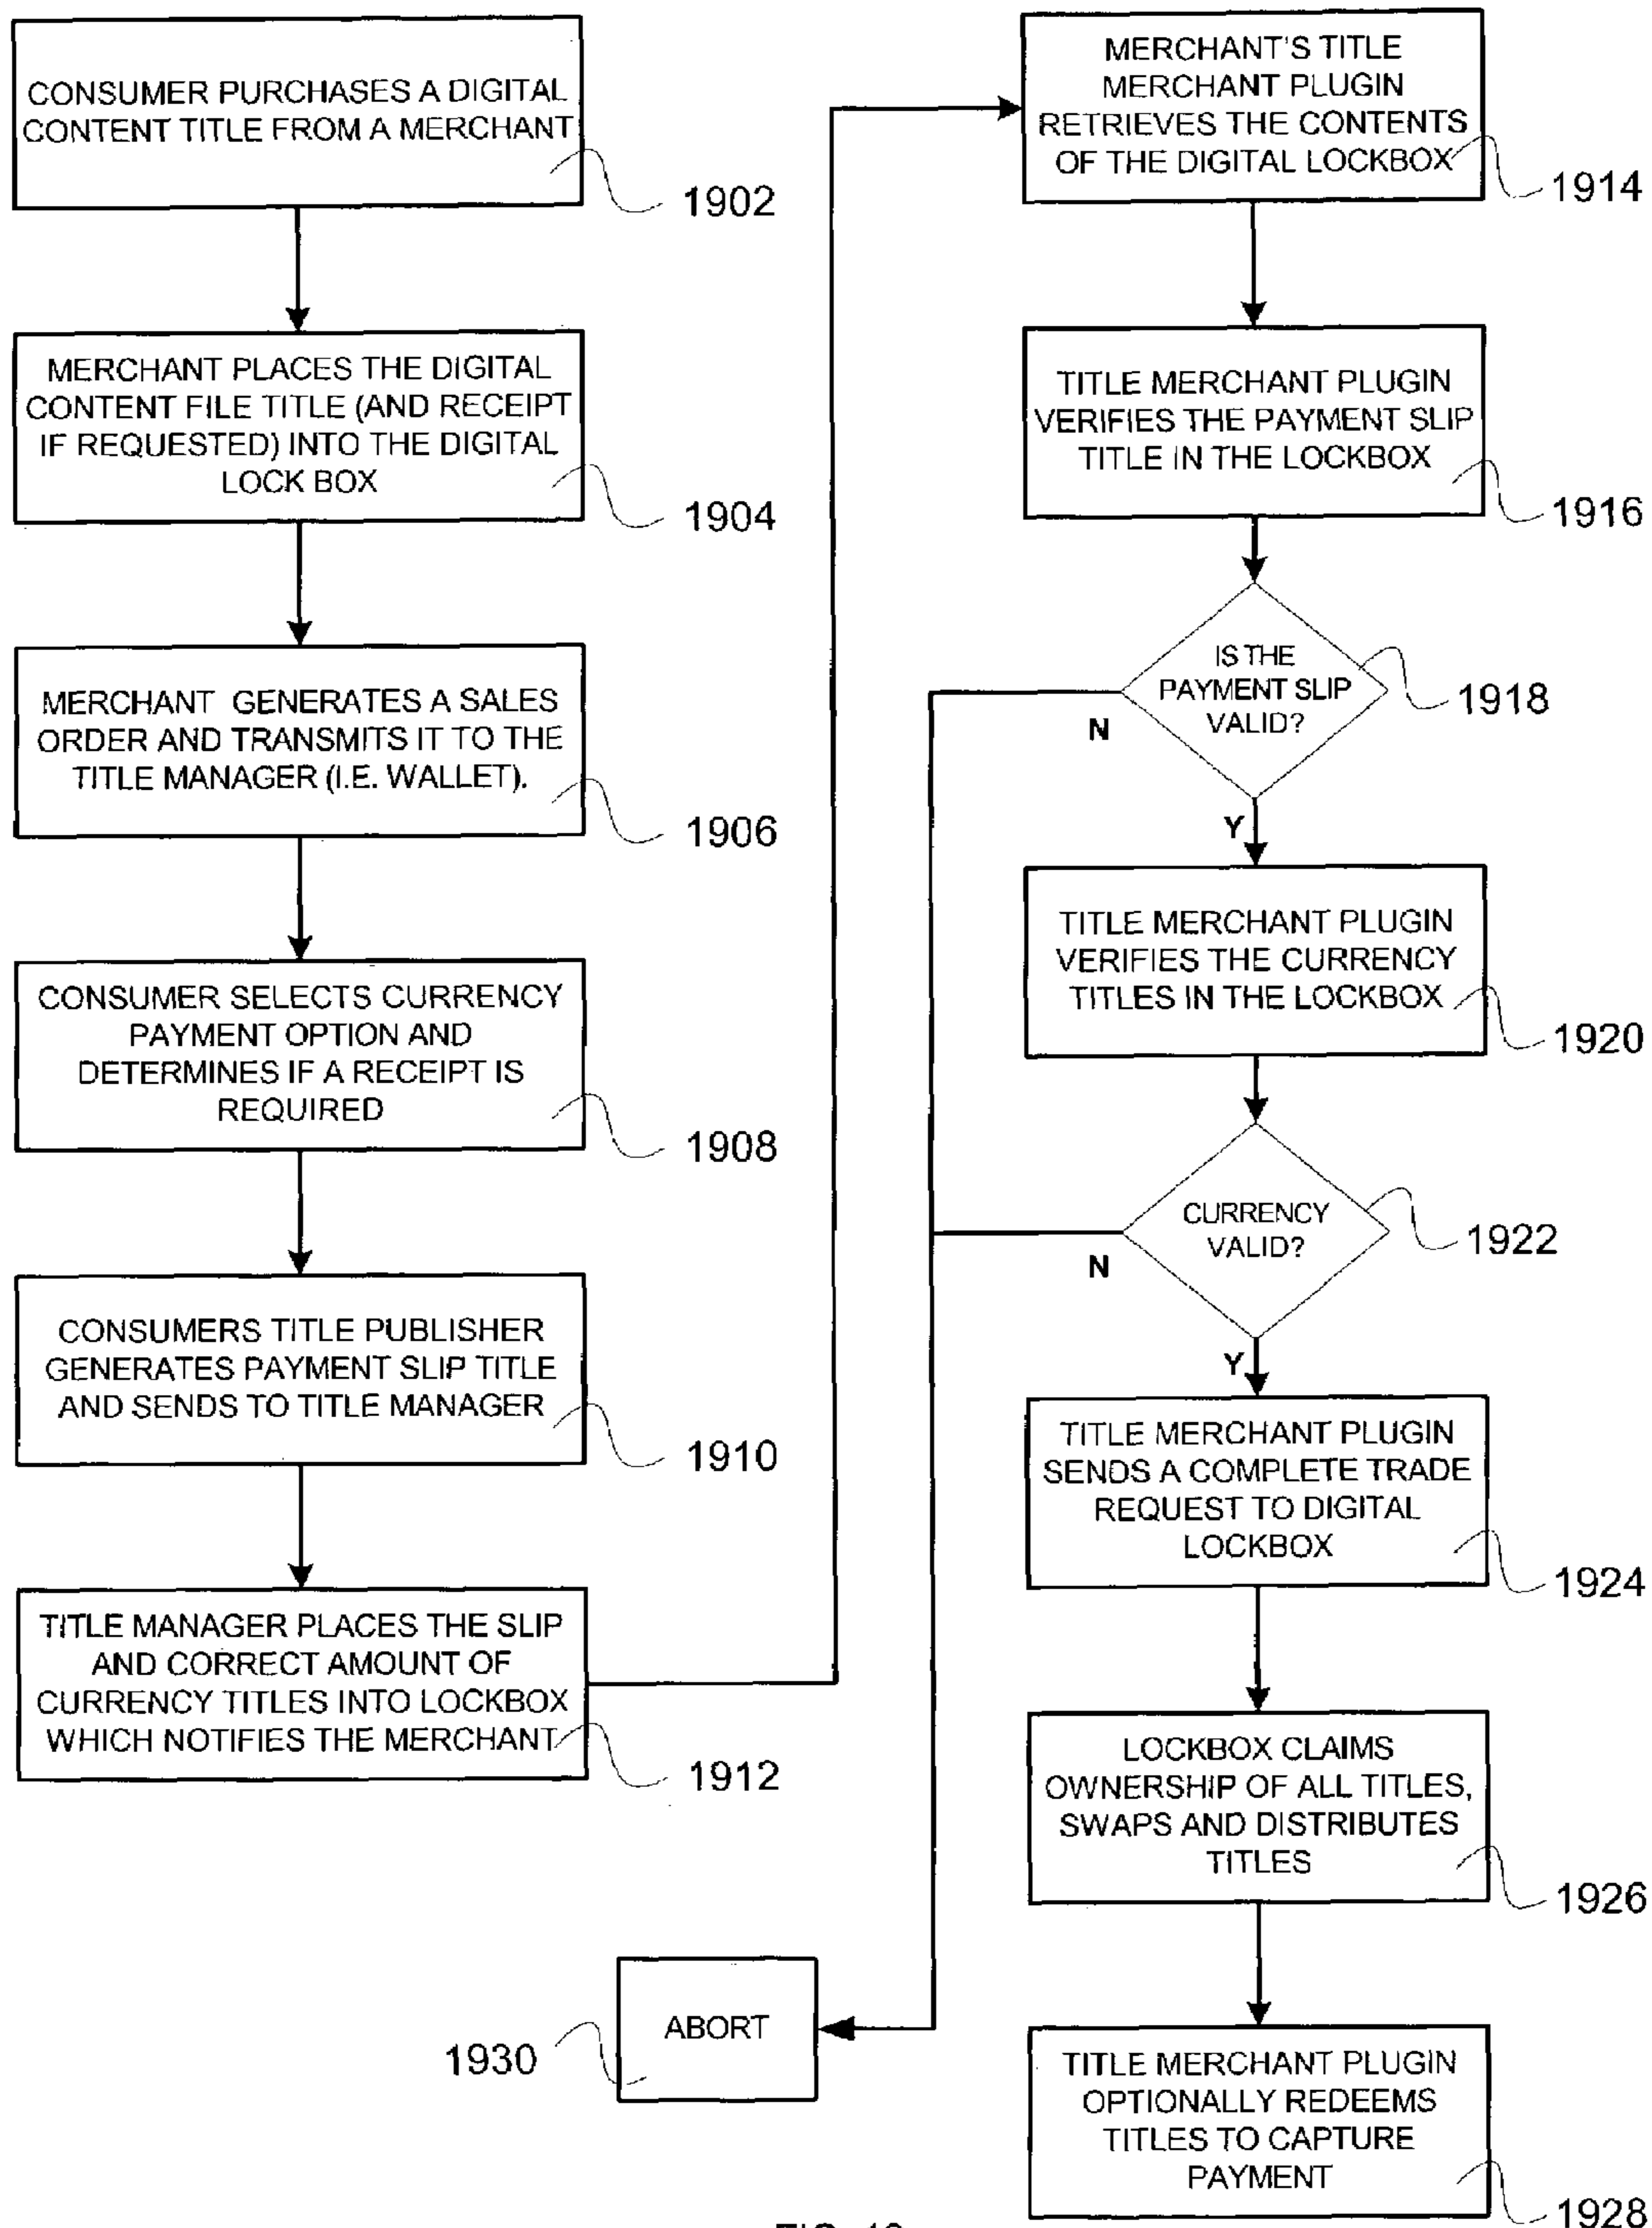 CONSUMER PURCHASES A DIGITAL
CONTENT TITLE FROM A MERCHANT
1902
MERCHANT PLACES THE DIGITAL
CONTENT FILE TITLE (AND RECEIPT
IF REQUESTED) INTO THE DIGITAL
LOCK BOX
1904
MERCHANT GENERATES A SALES
ORDER AND TRANSMITS IT TO THE
TITLE MANAGER (I.E. WALLET).
1906
CONSUMER SELECTS CURRENCY
PAYMENT OPTION AND
DETERMINES IF A RECEIPT IS
REQUIRED
1908
CONSUMERS TITLE PUBLISHER
GENERATES PAYMENT SLIP TITLE
AND SENDS TO TITLE MANAGER
1910
TITLE MANAGER PLACES THE SLIP
AND CORRECT AMOUNT OF
CURRENCY TITLES INTO LOCKBOX
WHICH NOTIFIES THE MERCHANT
1912
MERCHANT'S TITLE
MERCHANT PLUGIN
RETRIEVES THE CONTENTS
OF THE DIGITAL LOCKBOX
1914
TITLE MERCHANT PLUGIN
VERIFIES THE PAYMENT SLIP
TITLE IN THE LOCKBOX
1916
IS THE
PAYMENT SLIP
VALID?
1918
N
Y
TITLE MERCHANT PLUGIN
VERIFIES THE CURRENCY
TITLES IN THE LOCKBOX
1920
CURRENCY
VALID?
1922
N
Y
TITLE MERCHANT PLUGIN
SENDS A COMPLETE TRADE
REQUEST TO DIGITAL
LOCKBOX
1924
LOCKBOX CLAIMS
OWNERSHIP OF ALL TITLES,
SWAPS AND DISTRIBUTES
TITLES
1926
TITLE MERCHANT PLUGIN
OPTIONALLY REDEEMS
TITLES TO CAPTURE
PAYMENT
1928
ABORT
1930